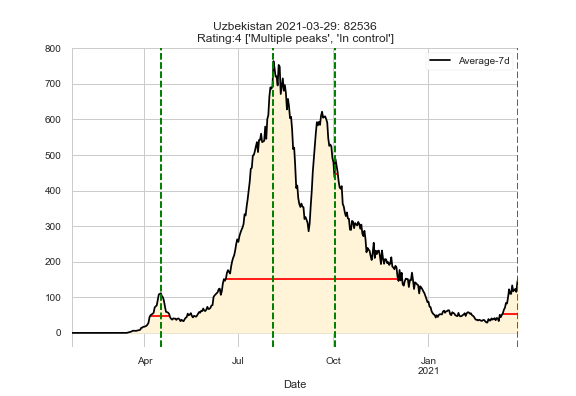 Uzbekistan 2021-03-29: 82536
Rating:4 ['Multiple peaks', 'In control']
Average-7d
800
700
600
500
400
300
200
100
0
Apr
Jul
Oct
Jan
2021
Date